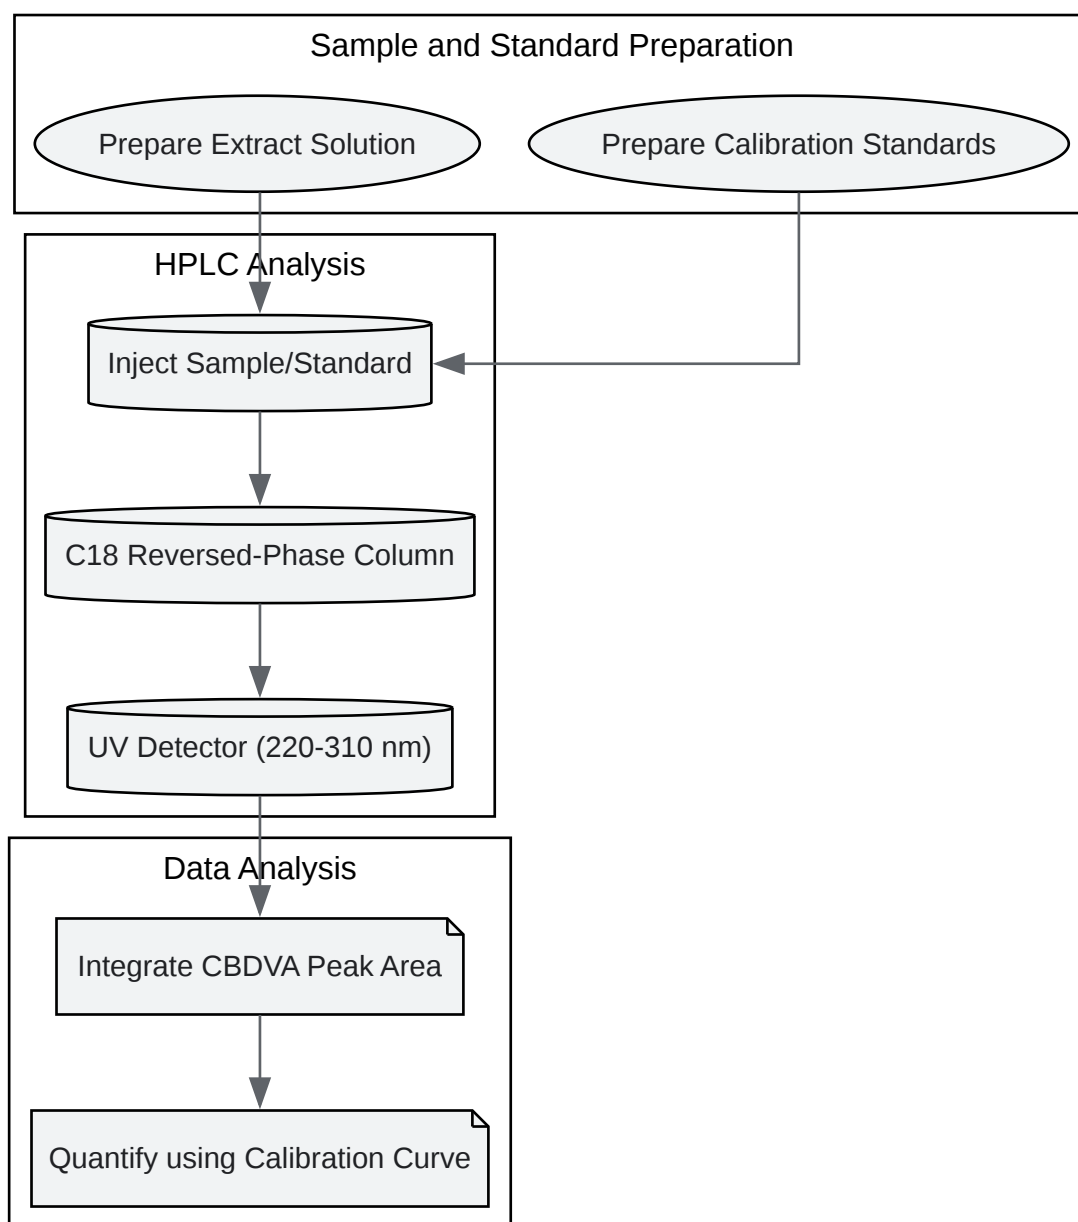 Sample and Standard Preparation
Prepare Extract Solution
Prepare Calibration Standards
HPLC Analysis
Inject Sample/Standard
C18 Reversed-Phase Column
UV Detector (220-310 nm)
Data Analysis
Integrate CBDVA Peak Area
Quantify using Calibration Curve